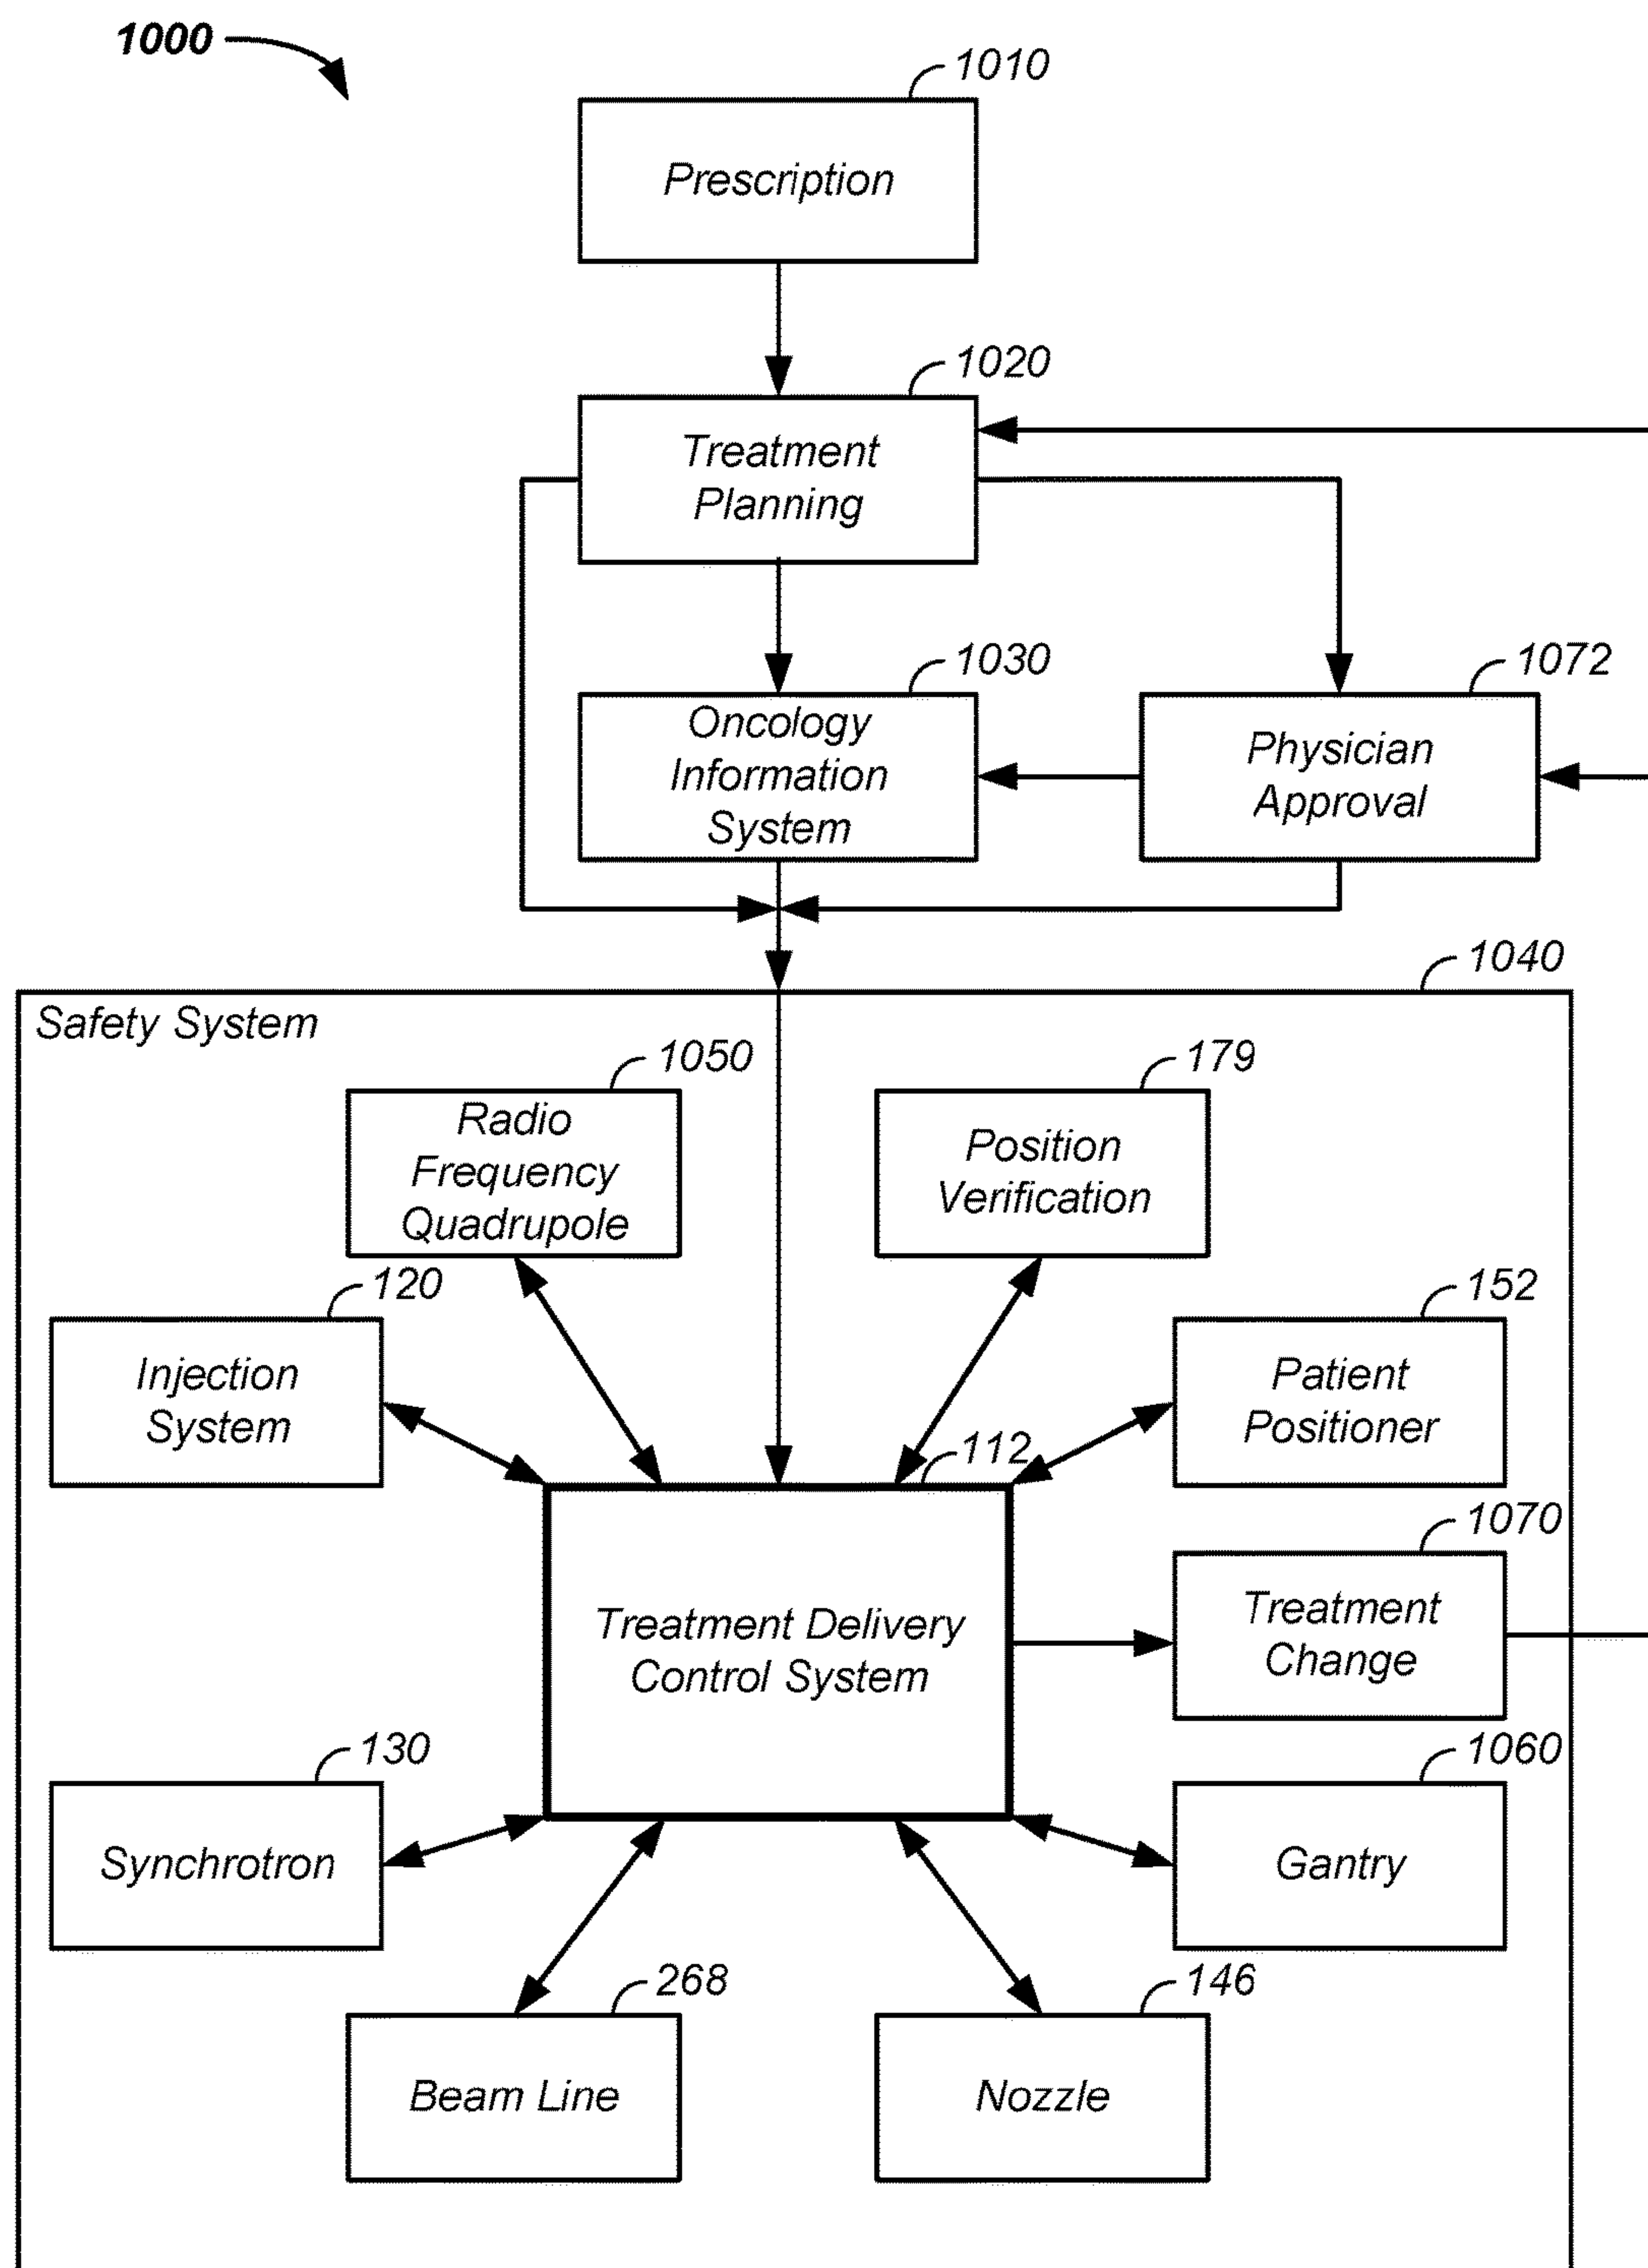 1000
1010
Prescription
1020
Treatment
Planning
1030
Oncology
Information
System
1072
Physician
Approval
1040
Safety System
1050
Radio
Frequency
Quadrupole
179
Position
Verification
120
Injection
System
152
Patient
Positioner
112
Treatment Delivery
Control System
1070
Treatment
Change
130
Synchrotron
1060
Gantry
268
Beam Line
146
Nozzle